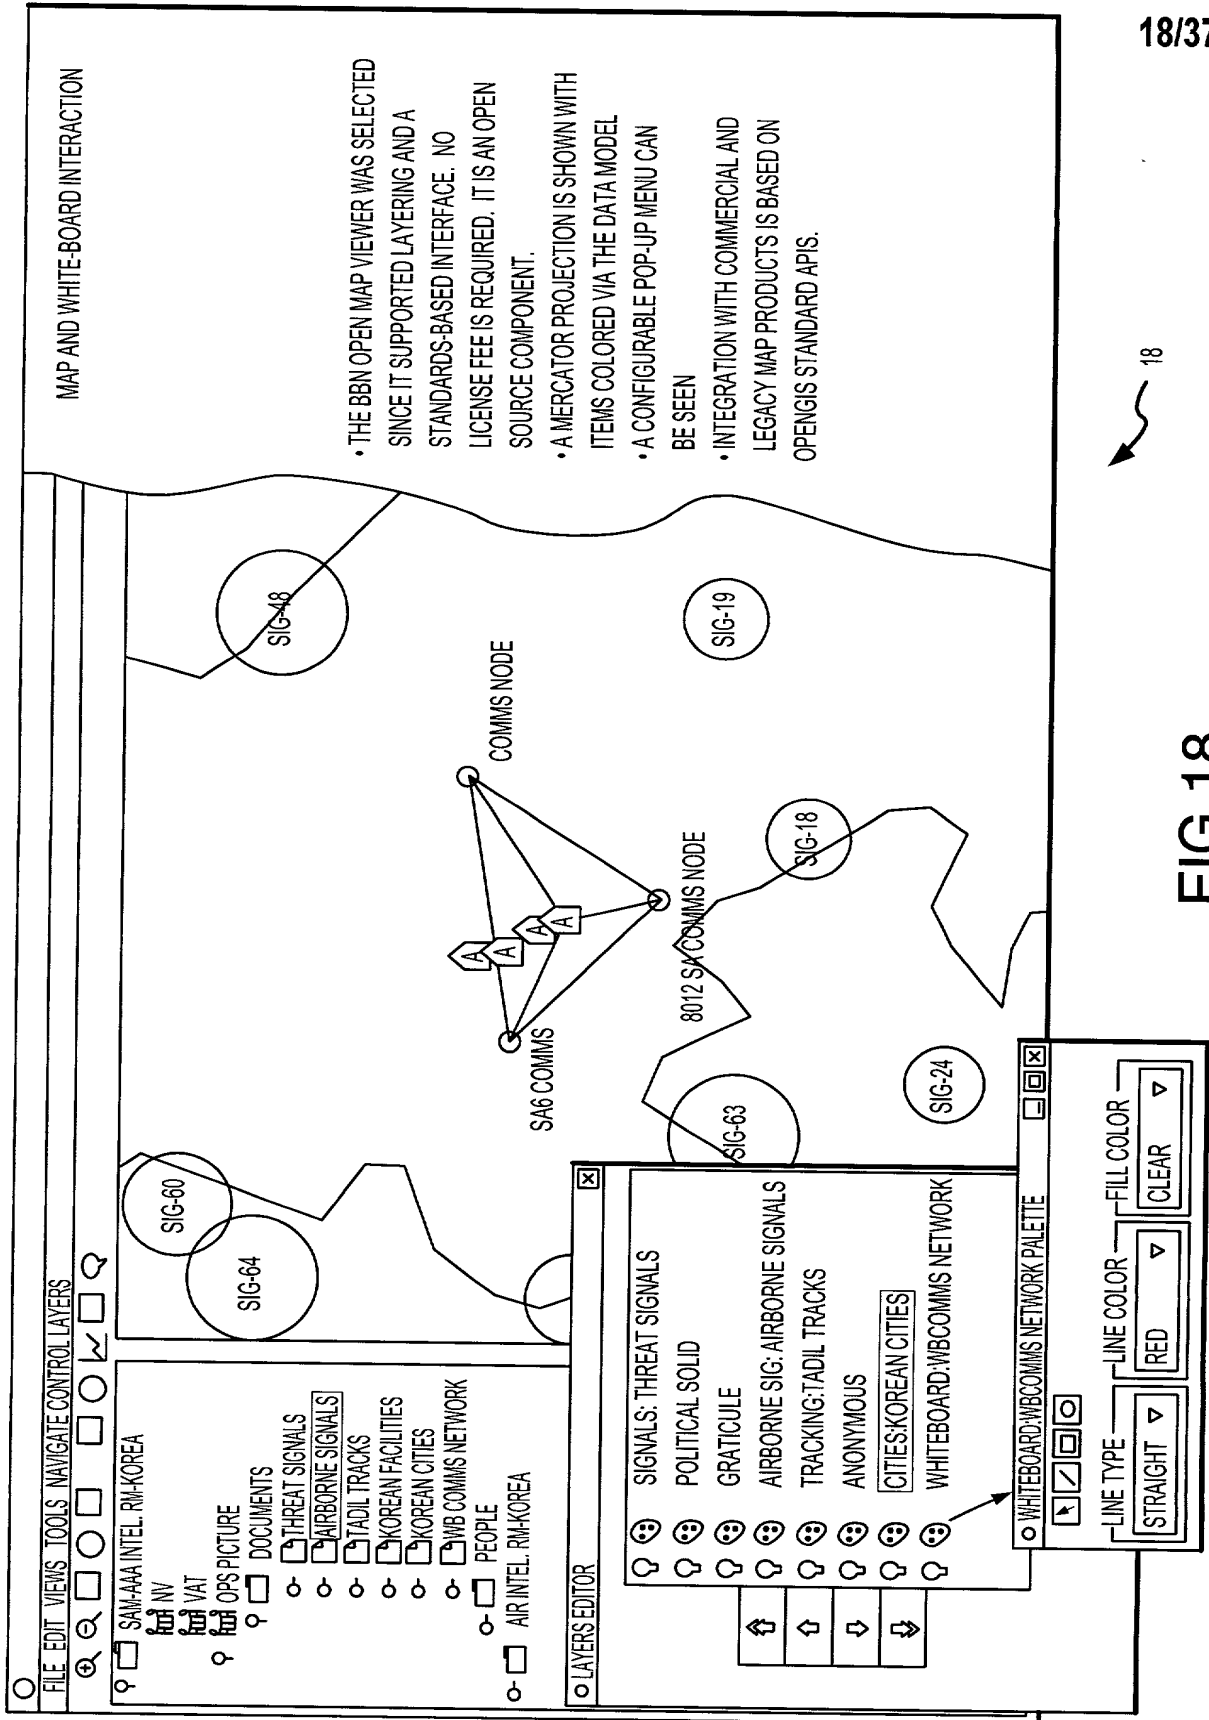 18/37
MAP AND WHITE-BOARD INTERACTION
FILE EDIT VIEWS TOOLS NAVIGATE CONTROL LAYERS
SAM-AAA INTEL. RM-KOREA
NV
VAT
OPS PICTURE
DOCUMENTS
THREAT SIGNALS
AIRBORNE SIGNALS
TADIL TRACKS
KOREAN FACILITIES
KOREAN CITIES
WB COMMS NETWORK
PEOPLE
AIR INTEL. RM-KOREA
SIG-60
SIG-64
SIG-48
COMMS NODE
A
A
A
A
SA6 COMMS
8012 SA COMMS NODE
SIG-19
SIG-18
SIG-63
SIG-24
• THE BBN OPEN MAP VIEWER WAS SELECTED
SINCE IT SUPPORTED LAYERING AND A
STANDARDS-BASED INTERFACE. NO
LICENSE FEE IS REQUIRED. IT IS AN OPEN
SOURCE COMPONENT.
• A MERCATOR PROJECTION IS SHOWN WITH
ITEMS COLORED VIA THE DATA MODEL
• A CONFIGURABLE POP-UP MENU CAN
BE SEEN
• INTEGRATION WITH COMMERCIAL AND
LEGACY MAP PRODUCTS IS BASED ON
OPENGIS STANDARD APIS.
LAYERS EDITOR
SIGNALS: THREAT SIGNALS
POLITICAL SOLID
GRATICULE
AIRBORNE SIG: AIRBORNE SIGNALS
TRACKING:TADIL TRACKS
ANONYMOUS
CITIES:KOREAN CITIES
WHITEBOARD:WBCOMMS NETWORK
WHITEBOARD:WBCOMMS NETWORK PALETTE
LINE TYPE
STRAIGHT
LINE COLOR
RED
FILL COLOR
CLEAR
18
FIG 18